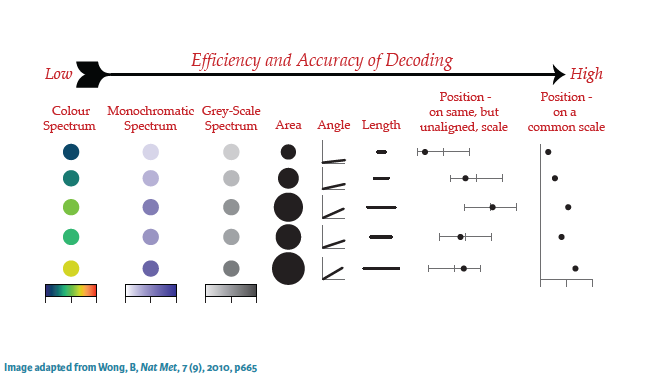 Efficiency and Accuracy of Decoding
Low
High
Colour
Spectrum
Monochromatic
Spectrum
Grey-Scale
Spectrum
Area
Angle
Length
Position -
on same, but
unaligned, scale
Position -
on a
common scale
Image adapted from Wong, B, Nat Met, 7 (9), 2010, p665